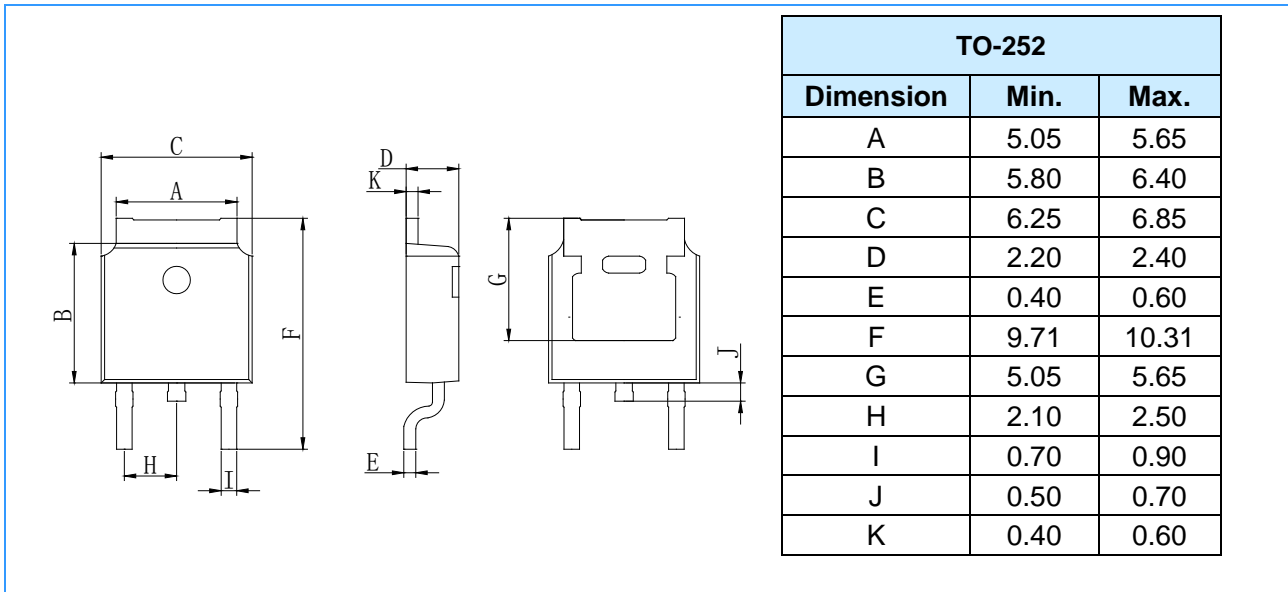 C
A
B
F
H
I
D
K
E
G
J
TO-252
Dimension Min. Max.
A 5.05 5.65
B 5.80 6.40
C 6.25 6.85
D 2.20 2.40
E 0.40 0.60
F 9.71 10.31
G 5.05 5.65
H 2.10 2.50
I 0.70 0.90
J 0.50 0.70
K 0.40 0.60